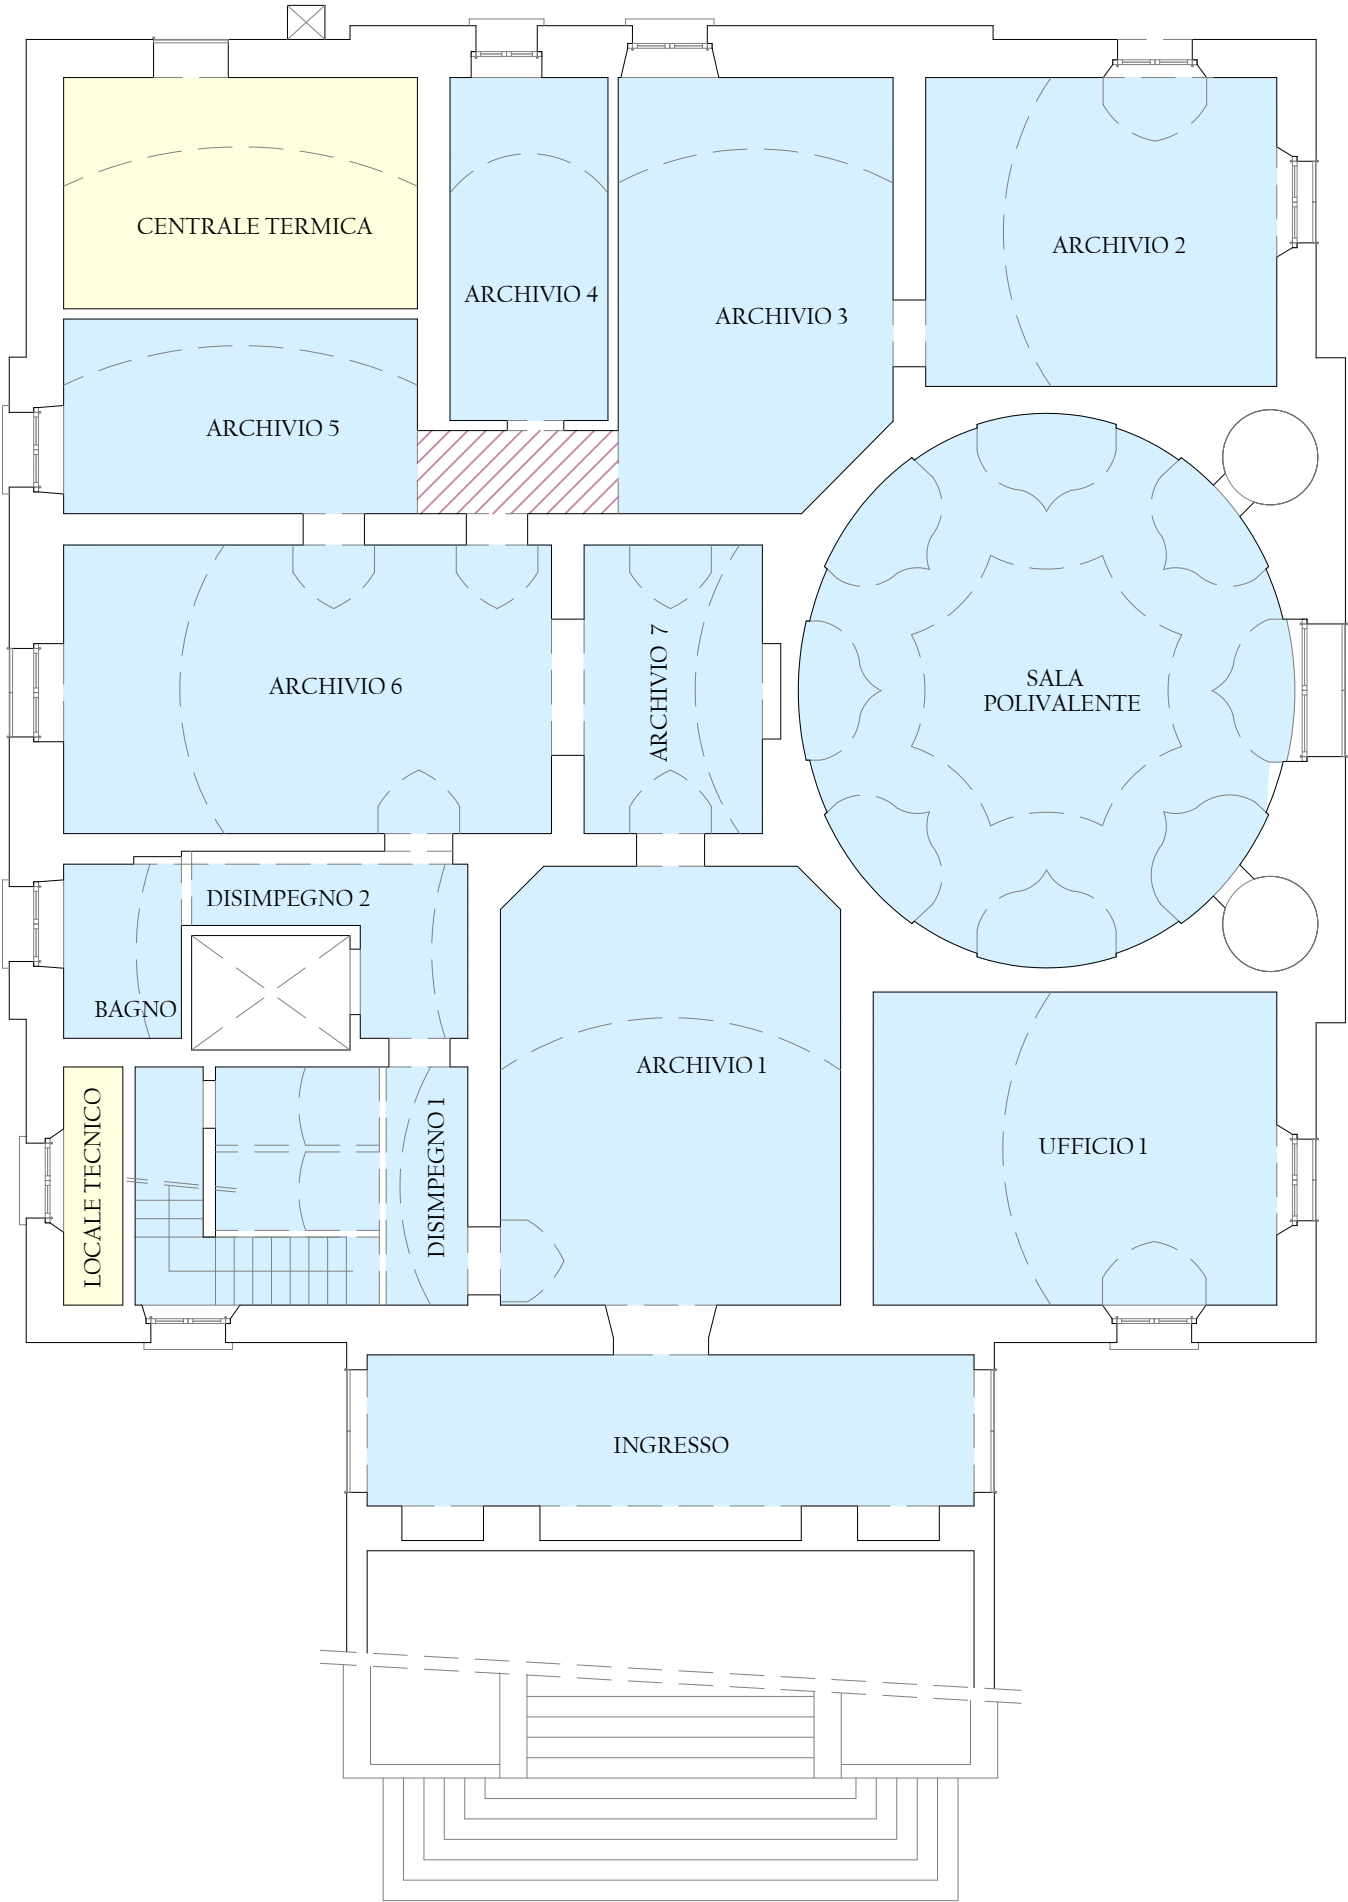 CENTRALE TERMICA
ARCHIVIO 2
ARCHIVIO 4
ARCHIVIO 3
ARCHIVIO 5
ARCHIVIO 6
ARCHIVIO 7
SALA
POLIVALENTE
DISIMPEGNO 2
BAGNO
ARCHIVIO 1
LOCALE TECNICO
DISIMPEGNO 1
UFFICIO 1
INGRESSO